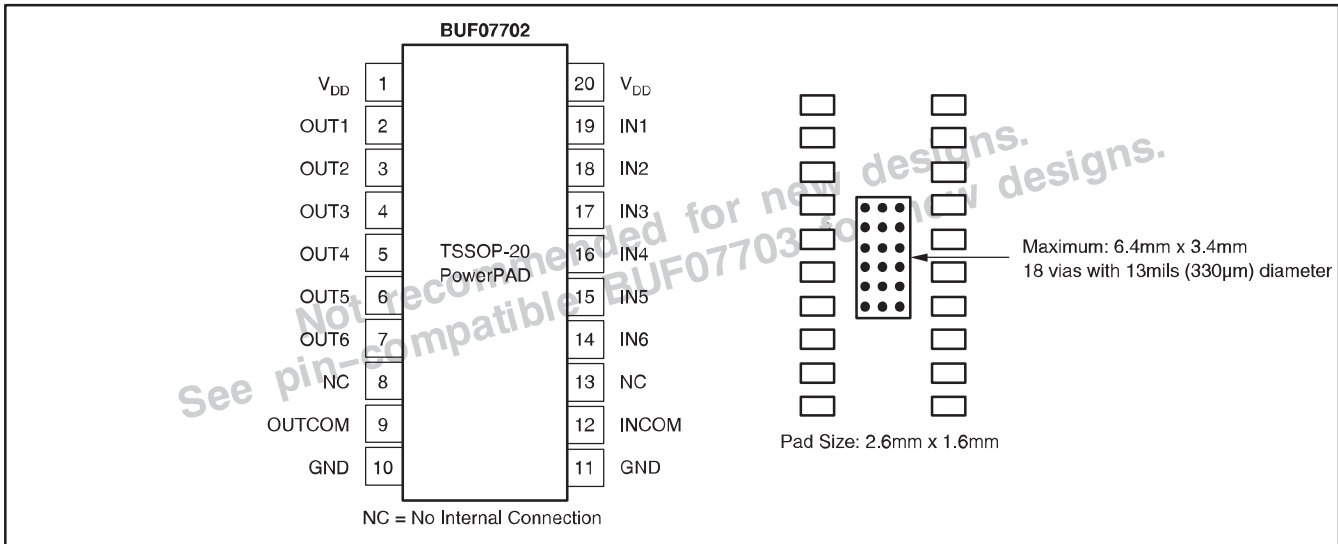 BUF07702
V_DD 1 20 V_DD
OUT1 2 19 IN1
OUT2 3 18 IN2
OUT3 4 17 IN3
OUT4 5 16 IN4
TSSOP-20
PowerPAD
OUT5 6 15 IN5
OUT6 7 14 IN6
NC 8 13 NC
OUTCOM 9 12 INCOM
GND 10 11 GND
NC = No Internal Connection
Maximum: 6.4mm x 3.4mm
18 vias with 13mils (330µm) diameter
Pad Size: 2.6mm x 1.6mm
Not recommended for new designs.
See pin-compatible BUF07703 for new designs.